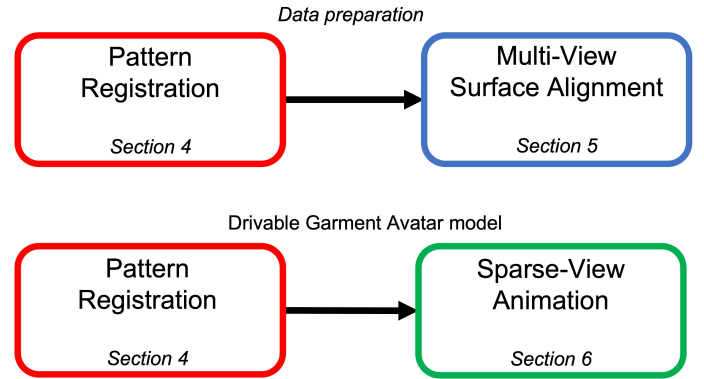 Data preparation
Pattern
Registration
Section 4
Multi-View
Surface Alignment
Section 5
Drivable Garment Avatar model
Pattern
Registration
Section 4
Sparse-View
Animation
Section 6